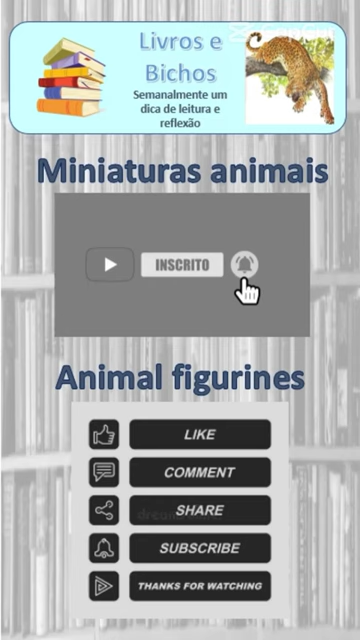 Livros e
Bichos
Semanalmente um
dica de leitura e
reflexão
Miniaturas animais
INSCRITO
Animal figurines
LIKE
COMMENT
SHARE
SUBSCRIBE
THANKS FOR WATCHING